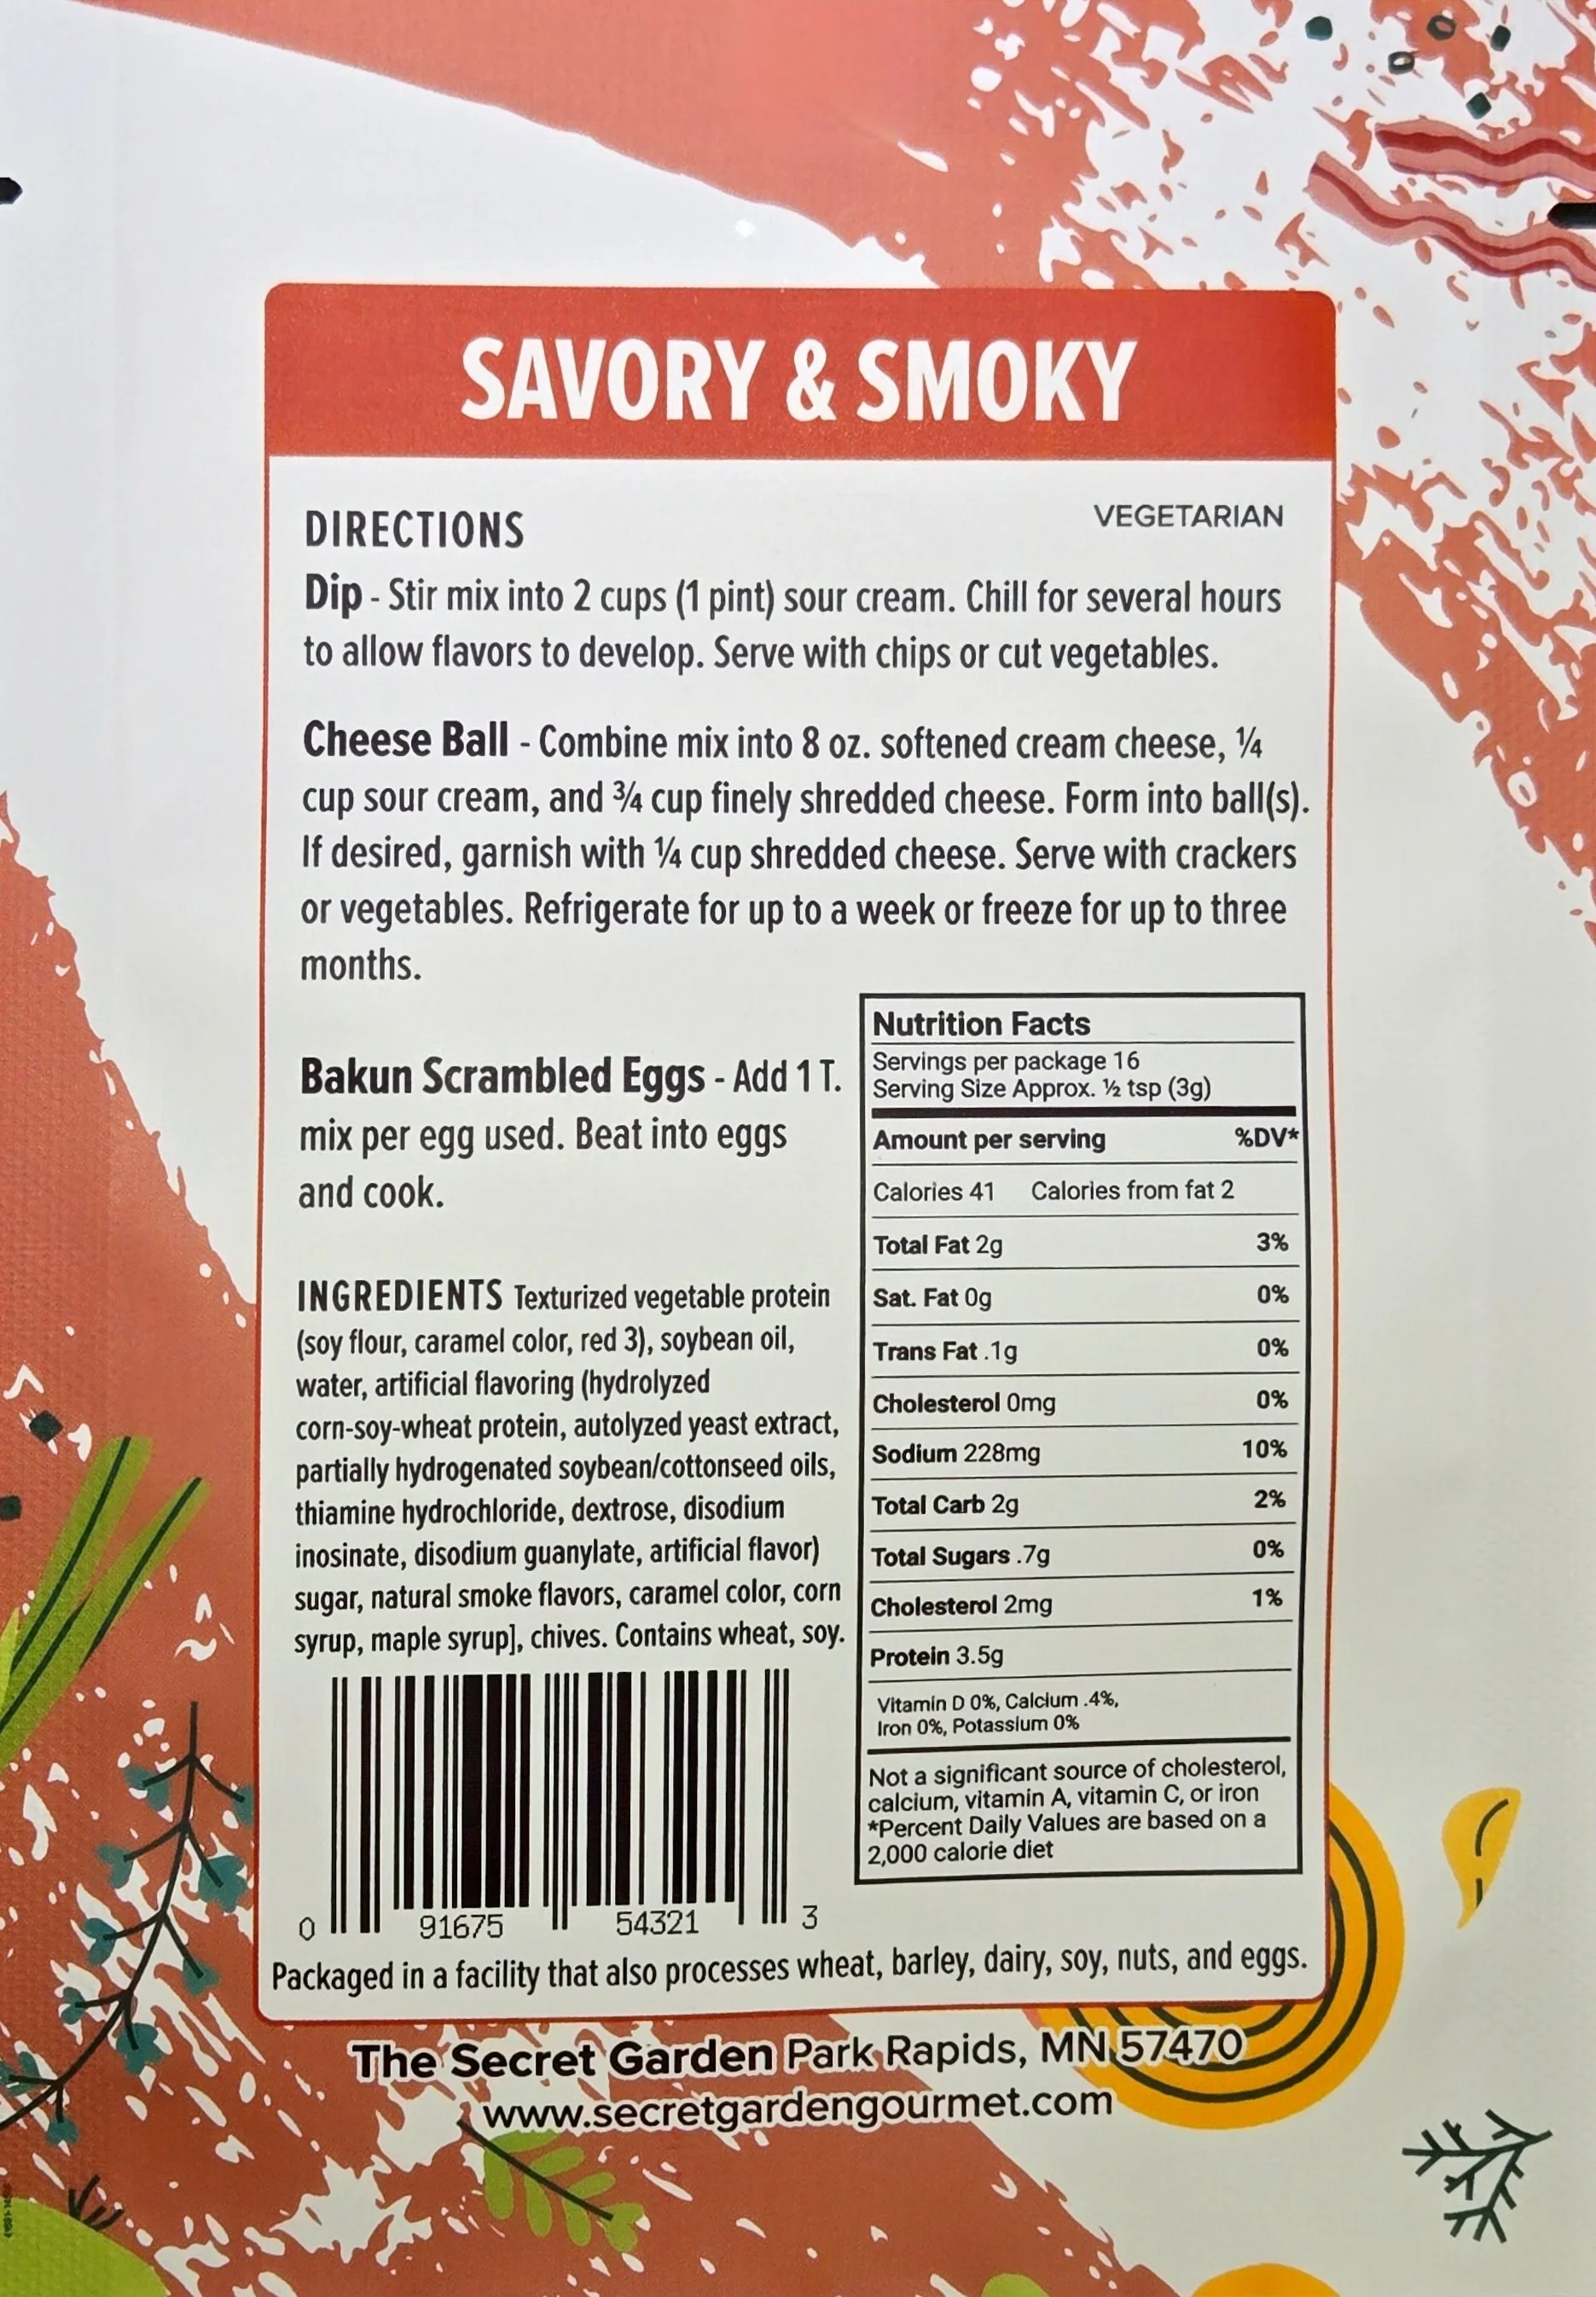 SAVORY & SMOKY
DIRECTIONS
VEGETARIAN
Dip - Stir mix into 2 cups (1 pint) sour cream. Chill for several hours
to allow flavors to develop. Serve with chips or cut vegetables.
Cheese Ball - Combine mix into 8 oz. softened cream cheese, ¼
cup sour cream, and ¾ cup finely shredded cheese. Form into ball(s).
If desired, garnish with ¼ cup shredded cheese. Serve with crackers
or vegetables. Refrigerate for up to a week or freeze for up to three
months.
Bakun Scrambled Eggs - Add 1 T.
mix per egg used. Beat into eggs
and cook.
INGREDIENTS Texturized vegetable protein
(soy flour, caramel color, red 3), soybean oil,
water, artificial flavoring (hydrolyzed
corn-soy-wheat protein, autolyzed yeast extract,
partially hydrogenated soybean/cottonseed oils,
thiamine hydrochloride, dextrose, disodium
inosinate, disodium guanylate, artificial flavor)
sugar, natural smoke flavors, caramel color, corn
syrup, maple syrup], chives. Contains wheat, soy.
0 91675 54321 3
Nutrition Facts
Servings per package 16
Serving Size Approx. ½ tsp (3g)
Amount per serving %DV*
Calories 41 Calories from fat 2
Total Fat 2g 3%
Sat. Fat 0g 0%
Trans Fat .1g 0%
Cholesterol 0mg 0%
Sodium 228mg 10%
Total Carb 2g 2%
Total Sugars .7g 0%
Cholesterol 2mg 1%
Protein 3.5g
Vitamin D 0%, Calcium .4%,
Iron 0%, Potassium 0%
Not a significant source of cholesterol,
calcium, vitamin A, vitamin C, or iron
*Percent Daily Values are based on a
2,000 calorie diet
Packaged in a facility that also processes wheat, barley, dairy, soy, nuts, and eggs.
The Secret Garden Park Rapids, MN 57470
www.secretgardengourmet.com